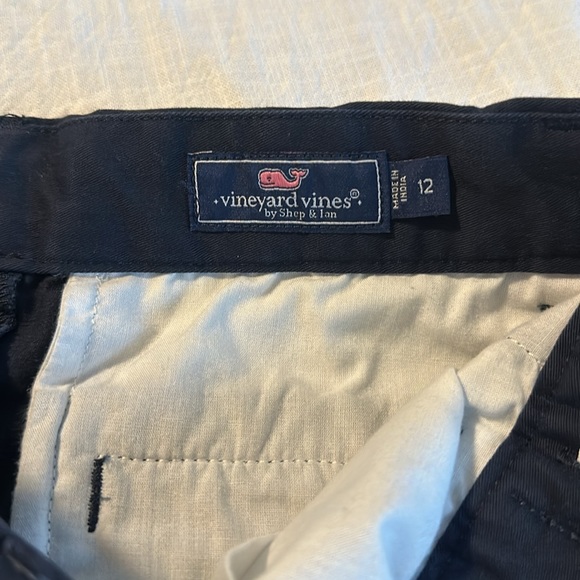 vineyard vines®
by Shep & Ian
MADE IN
INDIA
12